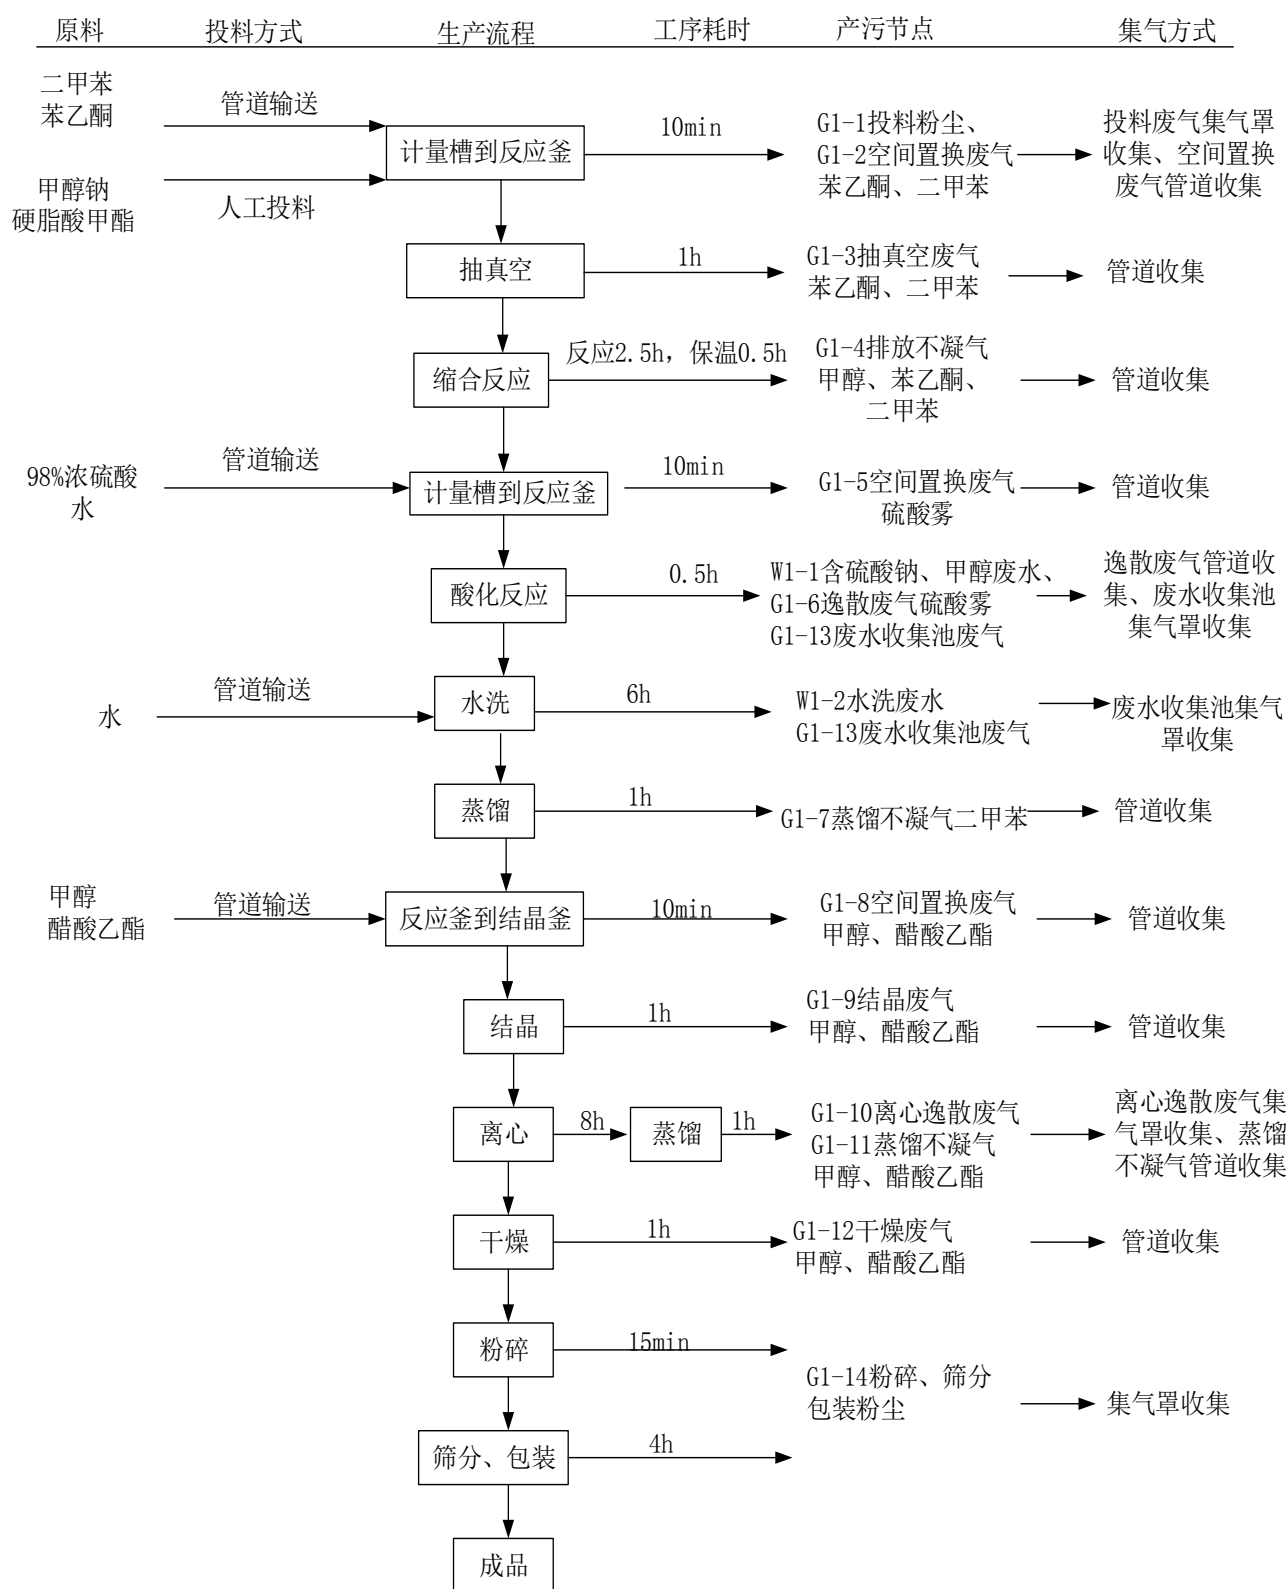 原料 投料方式 生产流程 工序耗时 产污节点 集气方式
二甲苯
苯乙酮
管道输送
甲醇钠
硬脂酸甲酯
人工投料
计量槽到反应釜
10min
G1-1投料粉尘、
G1-2空间置换废气
苯乙酮、二甲苯
投料废气集气罩
收集、空间置换
废气管道收集
抽真空
1h
G1-3抽真空废气
苯乙酮、二甲苯
管道收集
缩合反应
反应2.5h，保温0.5h
G1-4排放不凝气
甲醇、苯乙酮、
二甲苯
管道收集
98%浓硫酸
水
管道输送
计量槽到反应釜
10min
G1-5空间置换废气
硫酸雾
管道收集
酸化反应
0.5h
W1-1含硫酸钠、甲醇废水、
G1-6逸散废气硫酸雾
G1-13废水收集池废气
逸散废气管道收
集、废水收集池
集气罩收集
水
管道输送
水洗
6h
W1-2水洗废水
G1-13废水收集池废气
废水收集池集气
罩收集
蒸馏
1h
G1-7蒸馏不凝气二甲苯
管道收集
甲醇
醋酸乙酯
管道输送
反应釜到结晶釜
10min
G1-8空间置换废气
甲醇、醋酸乙酯
管道收集
结晶
1h
G1-9结晶废气
甲醇、醋酸乙酯
管道收集
离心
8h
蒸馏
1h
G1-10离心逸散废气
G1-11蒸馏不凝气
甲醇、醋酸乙酯
离心逸散废气集
气罩收集、蒸馏
不凝气管道收集
干燥
1h
G1-12干燥废气
甲醇、醋酸乙酯
管道收集
粉碎
15min
G1-14粉碎、筛分
包装粉尘
集气罩收集
筛分、包装
4h
成品